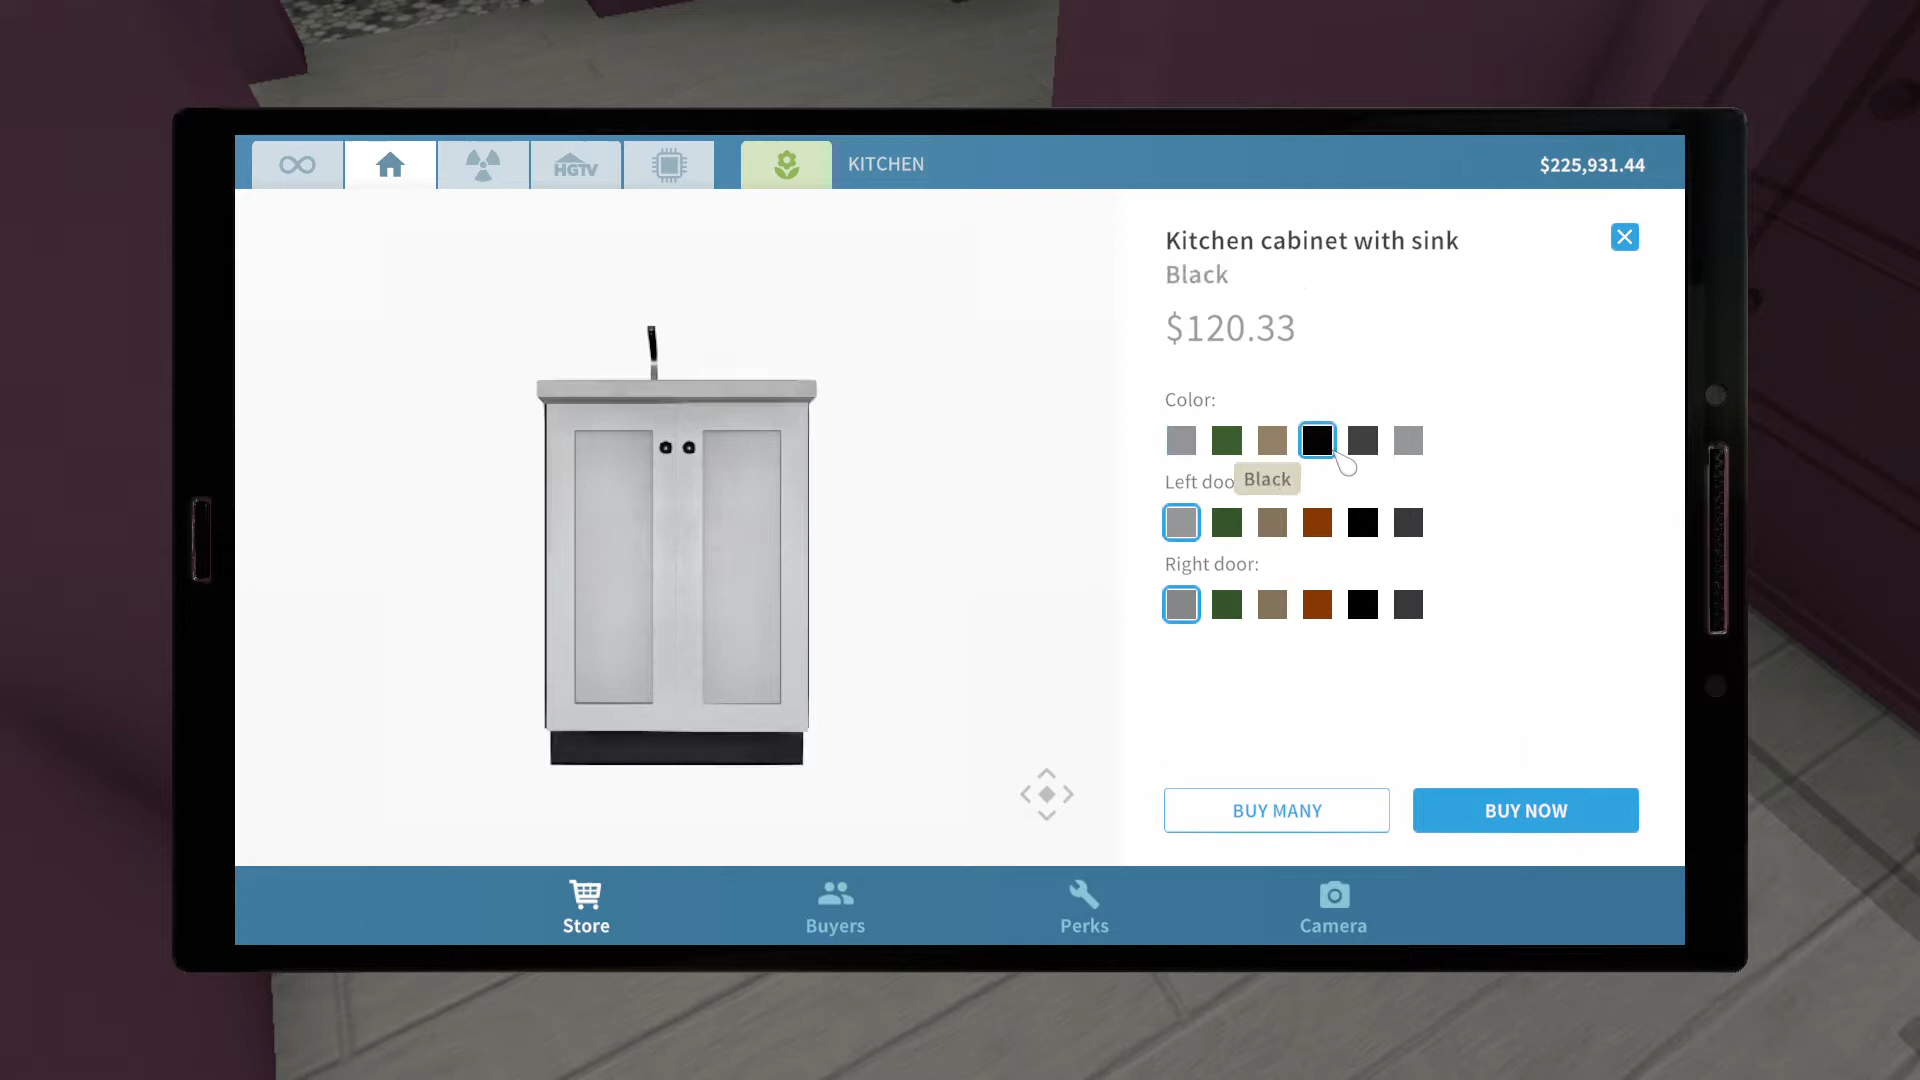 HGTV
KITCHEN
$225,931.44
Kitchen cabinet with sink
Black
$120.33
Color:
Left doo
Black
Right door:
BUY MANY
BUY NOW
Store
Buyers
Perks
Camera